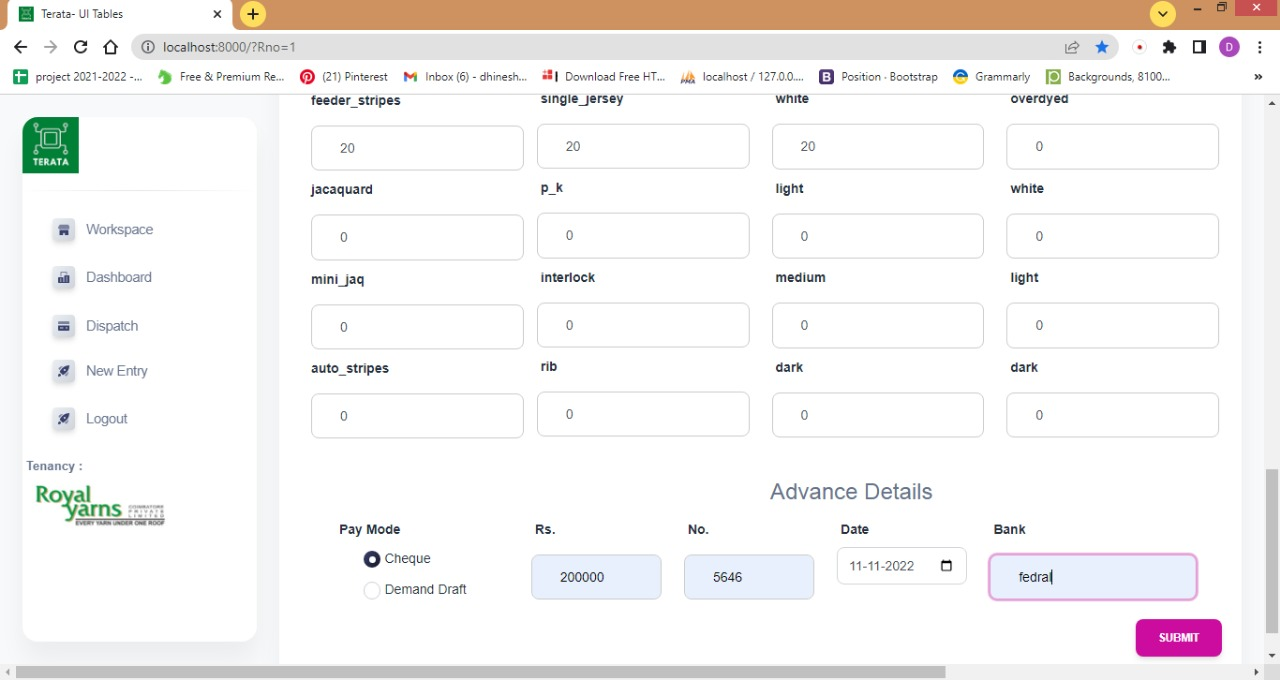 Terata- UI Tables
localhost:8000/?Rno=1
project 2021-2022 -...
Free & Premium Re...
(21) Pinterest
Inbox (6) - dhinesh...
Download Free HT...
localhost / 127.0.0....
B Position - Bootstrap
Grammarly
Backgrounds, 8100...
»
D
TERATA
Workspace
Dashboard
Dispatch
New Entry
Logout
Tenancy :
Royal yarns
COIMBATORE
PRIVATE
LIMITED
EVERY YARN UNDER ONE ROOF
feeder_stripes single_jersey white overdyed
20 20 20 0
jacaquard p_k light white
0 0 0 0
mini_jaq interlock medium light
0 0 0 0
auto_stripes rib dark dark
0 0 0 0
Advance Details
Pay Mode Rs. No. Date Bank
Cheque
Demand Draft
200000 5646 11-11-2022 fedral
SUBMIT